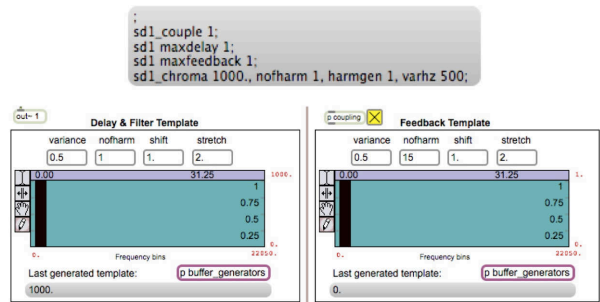 ;
sd1_couple 1;
sd1 maxdelay 1;
sd1 maxfeedback 1;
sd1_chroma 1000., nofharm 1, harmgen 1, varhz 500;
out~ 1
Delay & Filter Template
variance nofharm shift stretch
0.5 1 1. 2.
0.00 31.25 1000.
1
0.75
0.5
0.25
0.
0. Frequency bins 22050.
Last generated template: p buffer_generators
1000.
p coupling
Feedback Template
variance nofharm shift stretch
0.5 15 1. 2.
0.00 31.25 1.
1
0.75
0.5
0.25
0.
0. Frequency bins 22050.
Last generated template: p buffer_generators
0.